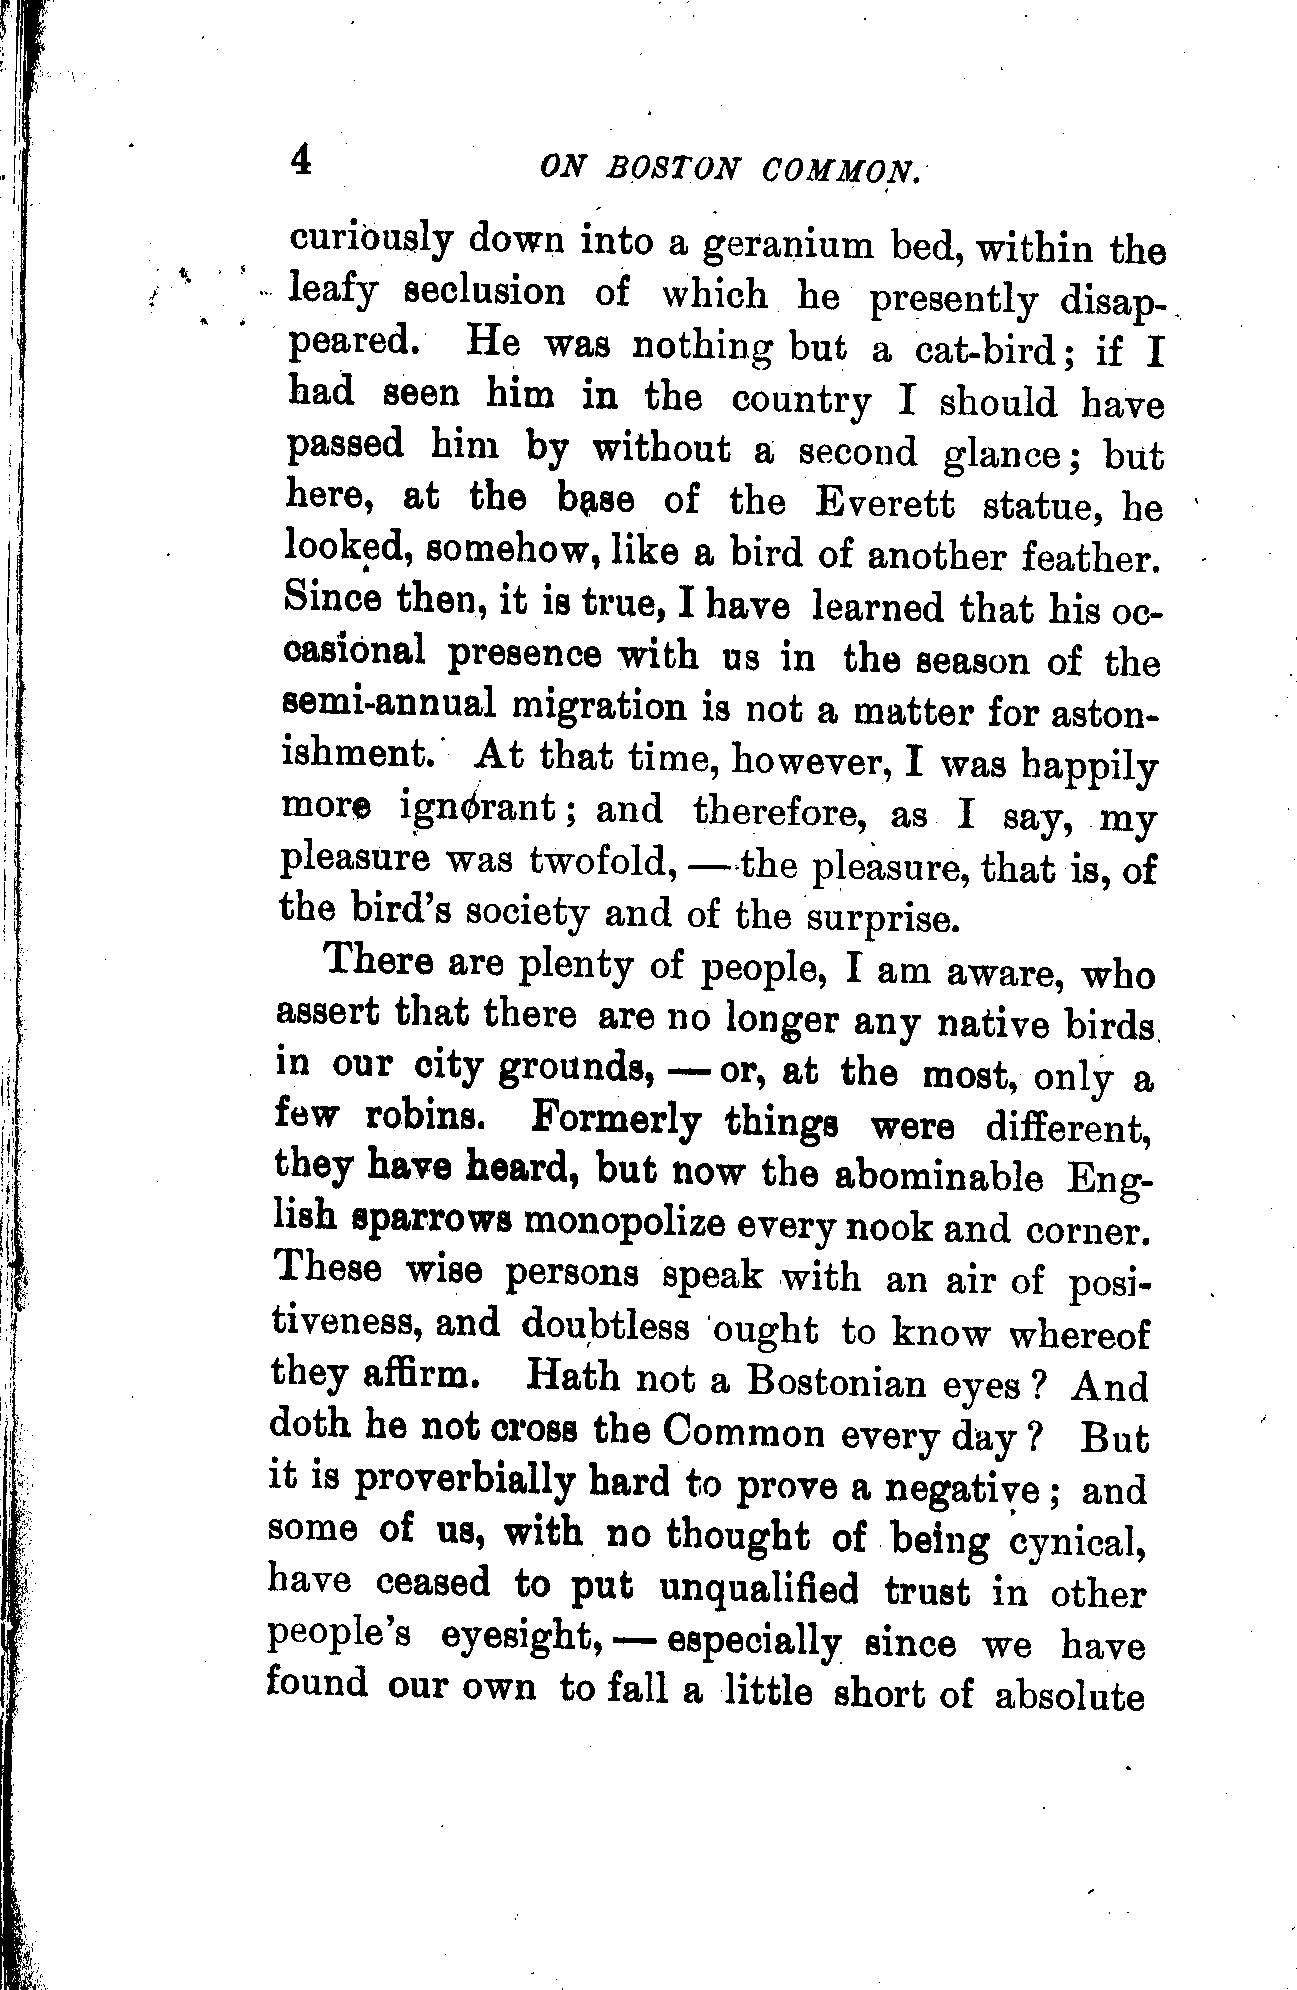 4 ON BOSTON COMMON.
curiously down into a geranium bed, within the
leafy seclusion of which he presently disap-
peared. He was nothing but a cat-bird; if I
had seen him in the country I should have
passed him by without a second glance; but
here, at the base of the Everett statue, he
looked, somehow, like a bird of another feather.
Since then, it is true, I have learned that his oc-
casional presence with us in the season of the
semi-annual migration is not a matter for aston-
ishment. At that time, however, I was happily
more ignorant; and therefore, as I say, my
pleasure was twofold, — the pleasure, that is, of
the bird's society and of the surprise.
There are plenty of people, I am aware, who
assert that there are no longer any native birds
in our city grounds, — or, at the most, only a
few robins. Formerly things were different,
they have heard, but now the abominable Eng-
lish sparrows monopolize every nook and corner.
These wise persons speak with an air of posi-
tiveness, and doubtless ought to know whereof
they affirm. Hath not a Bostonian eyes? And
doth he not cross the Common every day? But
it is proverbially hard to prove a negative; and
some of us, with no thought of being cynical,
have ceased to put unqualified trust in other
people's eyesight, — especially since we have
found our own to fall a little short of absolute